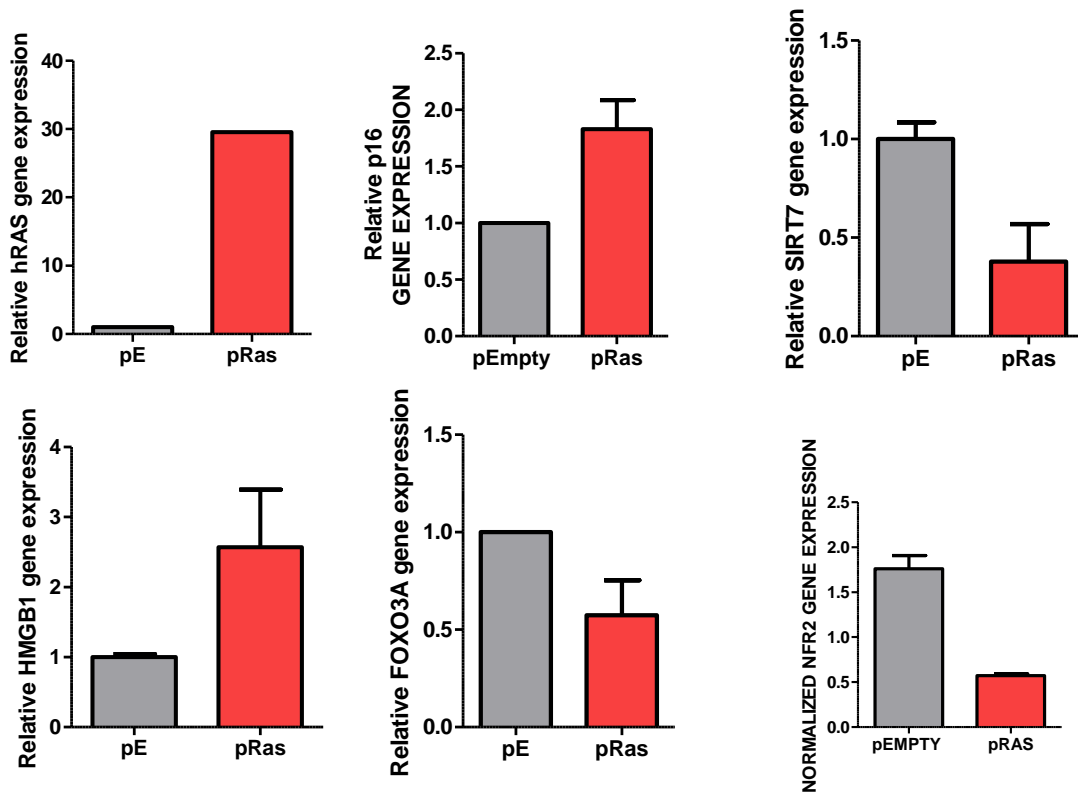 Relative hRAS gene expression
40
30
20
10
0
pE pRas
Relative p16
GENE EXPRESSION
2.5
2.0
1.5
1.0
0.5
0.0
pEmpty pRas
Relative SIRT7 gene expression
1.5
1.0
0.5
0.0
pE pRas
Relative HMGB1 gene expression
4
3
2
1
0
pE pRas
Relative FOXO3A gene expression
1.5
1.0
0.5
0.0
pE pRas
NORMALIZED NFR2 GENE EXPRESSION
2.5
2.0
1.5
1.0
0.5
0.0
pEMPTY pRAS